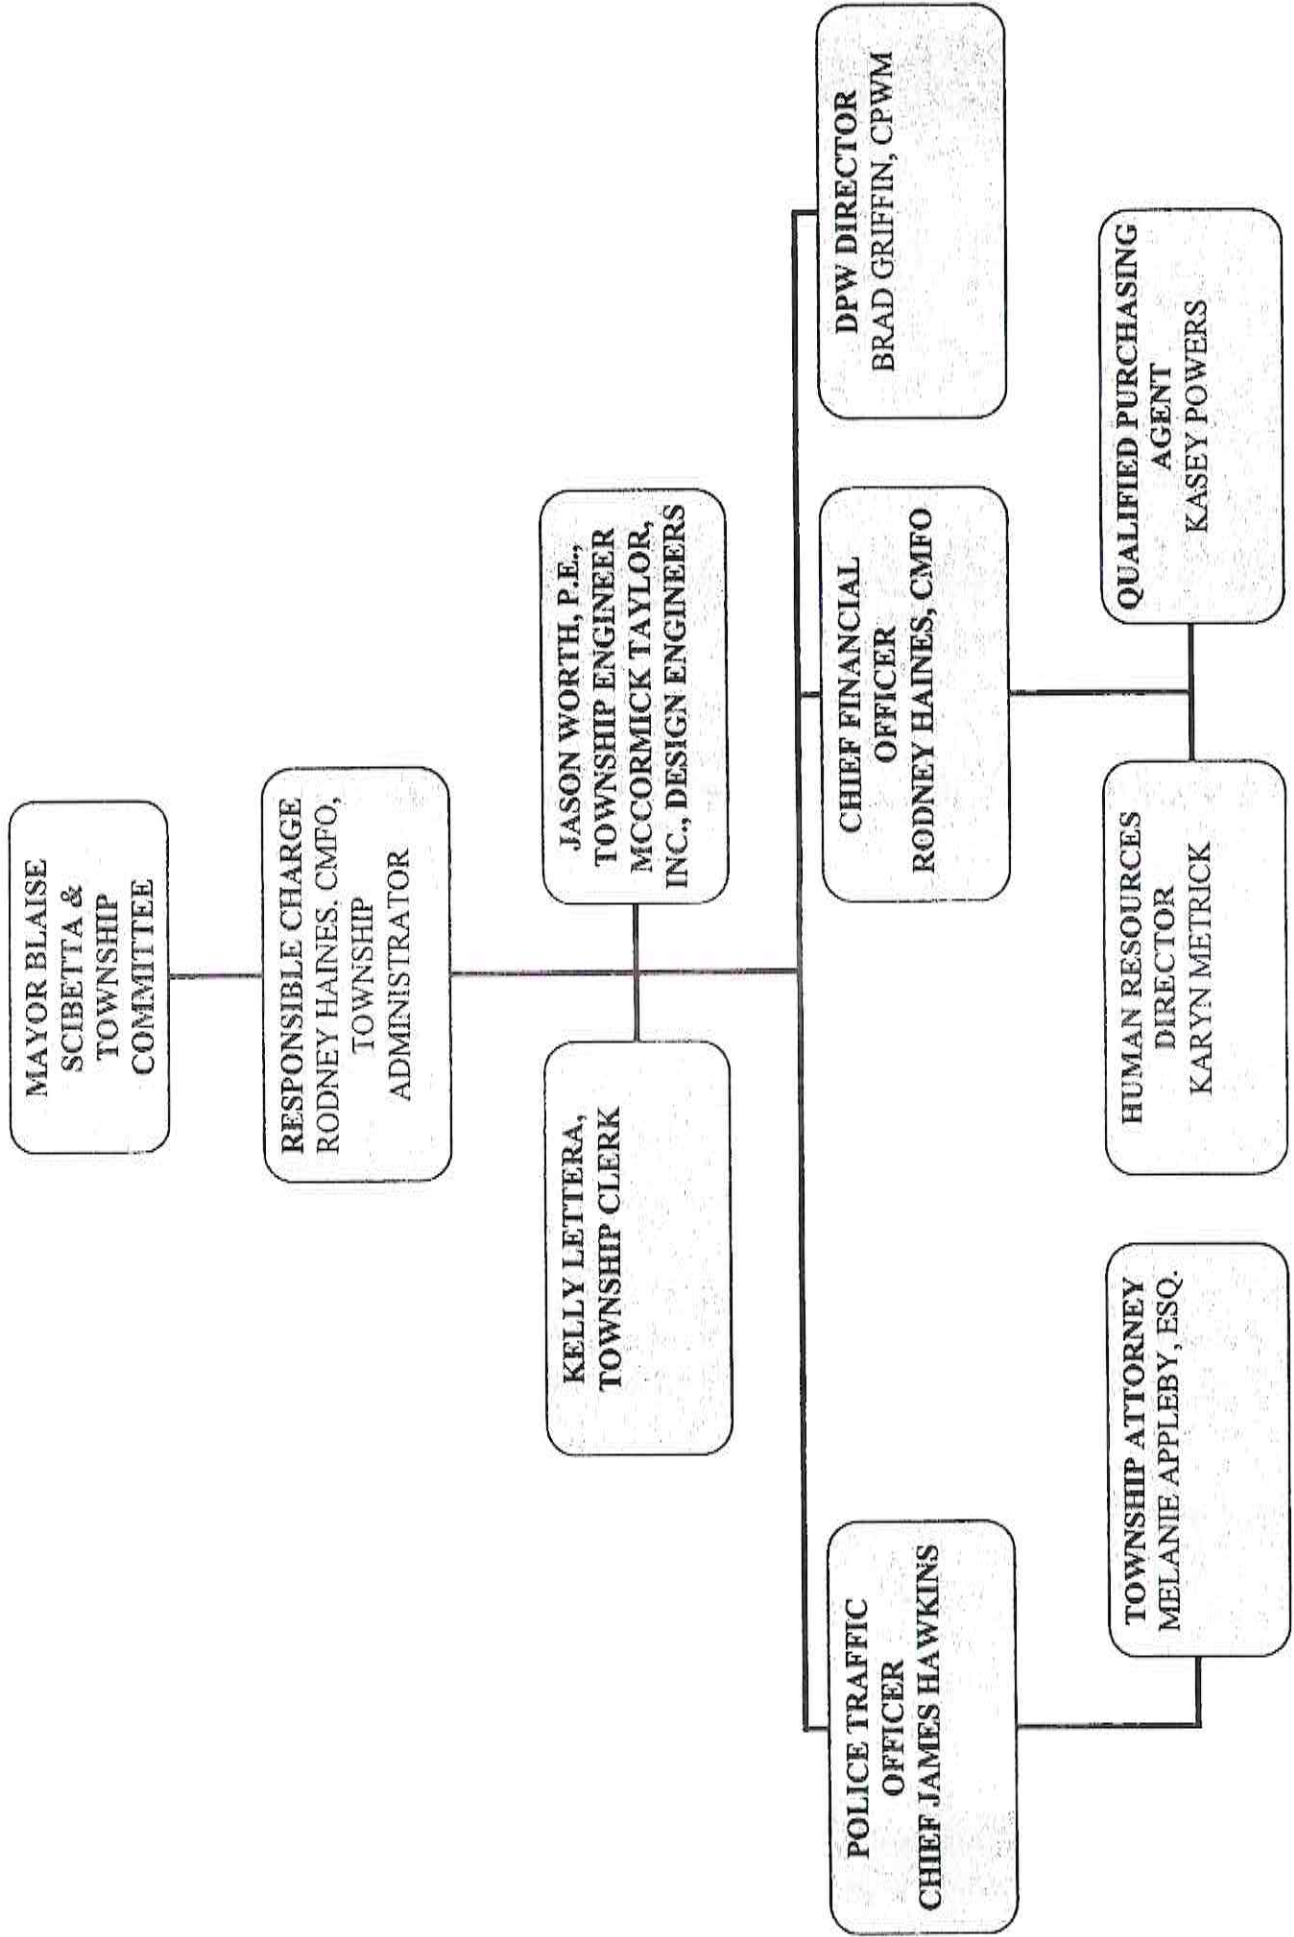 MAYOR BLAISE
SCIBETTA &
TOWNSHIP
COMMITTEE
RESPONSIBLE CHARGE
RODNEY HAINES. CMFO,
TOWNSHIP
ADMINISTRATOR
KELLY LETTERA,
TOWNSHIP CLERK
JASON WORTH, P.E.,
TOWNSHIP ENGINEER
MCCORMICK TAYLOR,
INC., DESIGN ENGINEERS
POLICE TRAFFIC
OFFICER
CHIEF JAMES HAWKINS
CHIEF FINANCIAL
OFFICER
RODNEY HAINES, CMFO
DPW DIRECTOR
BRAD GRIFFIN, CPWM
TOWNSHIP ATTORNEY
MELANIE APPLEBY, ESQ.
HUMAN RESOURCES
DIRECTOR
KARYN METRICK
QUALIFIED PURCHASING
AGENT
KASEY POWERS